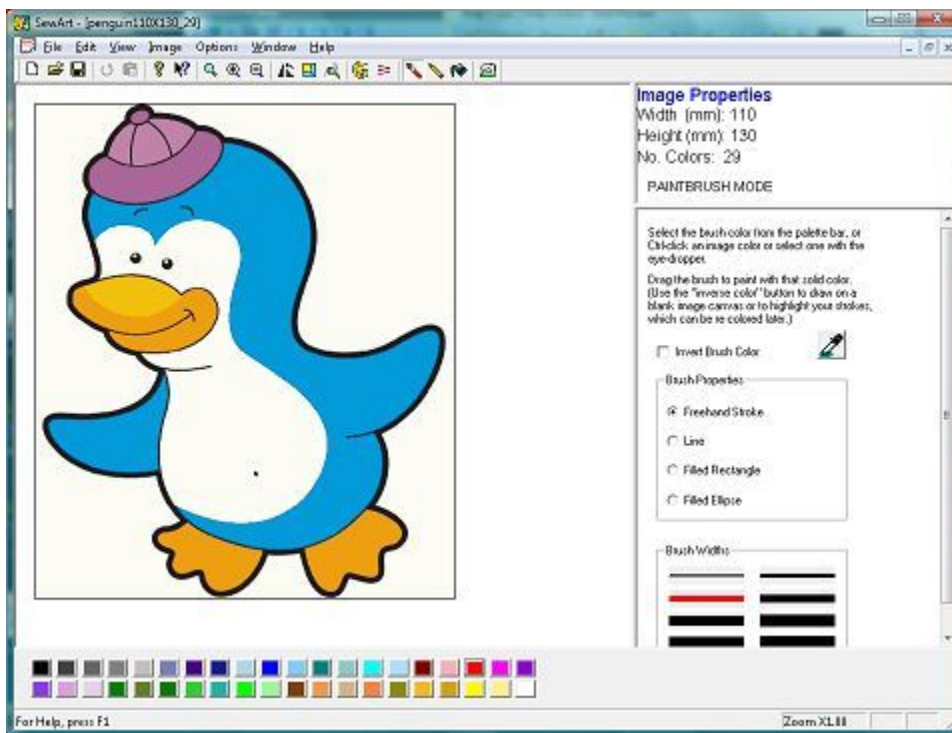 SewArt - [penguin110X130_29]
File Edit View Image Options Window Help
Image Properties
Width (mm): 110
Height (mm): 130
No. Colors: 29
PAINTBRUSH MODE
Select the brush color from the palette bar, or
Ctrl-click an image color or select one with the
eye-dropper.
Drag the brush to paint with that solid color.
(Use the "inverse color" button to draw on a
blank image canvas or to highlight your strokes,
which can be re colored later.)
Invert Brush Color
Brush Properties
Freehand Stroke
Line
Filled Rectangle
Filled Ellipse
Brush Widths
For Help, press F1
Zoom X1.00